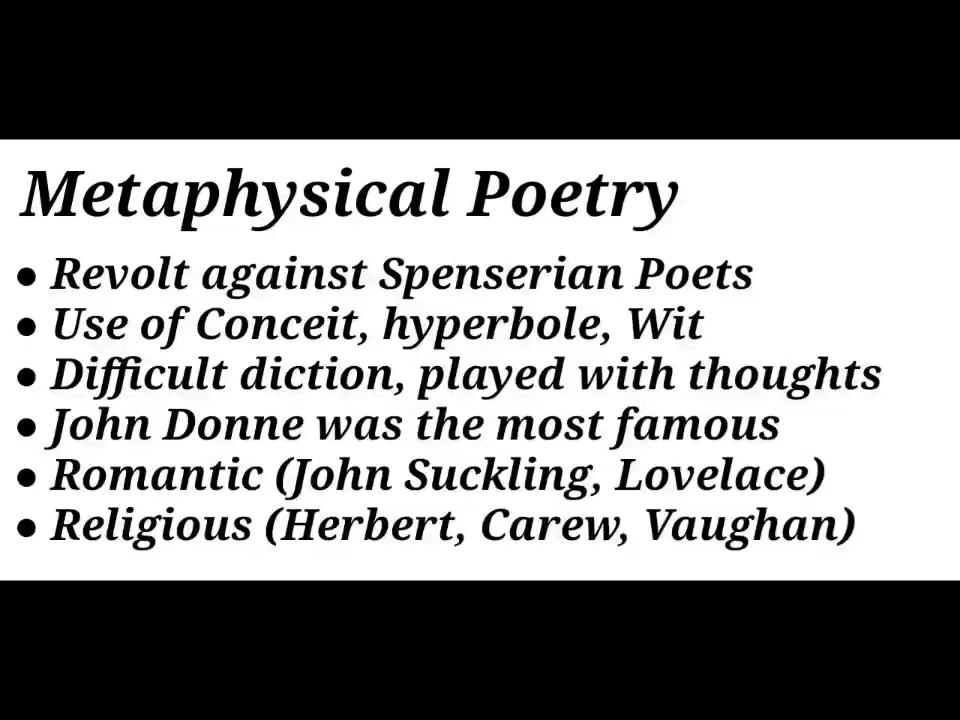 Metaphysical Poetry
• Revolt against Spenserian Poets
• Use of Conceit, hyperbole, Wit
• Difficult diction, played with thoughts
• John Donne was the most famous
• Romantic (John Suckling, Lovelace)
• Religious (Herbert, Carew, Vaughan)